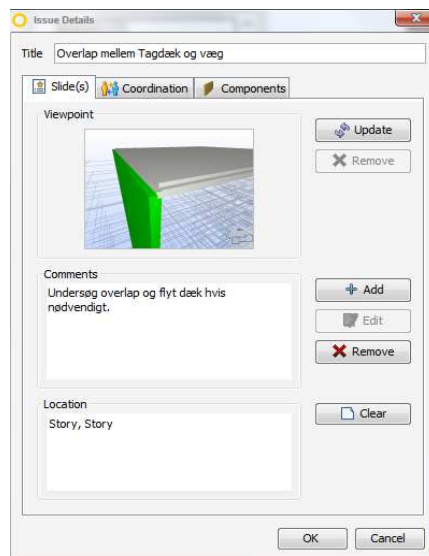 Issue Details
Title Overlap mellem Tagdæk og væg
Slide(s) Coordination Components
Viewpoint
Update
Remove
Comments
Undersøg overlap og flyt dæk hvis
nødvendigt.
Add
Edit
Remove
Location
Story, Story
Clear
OK Cancel